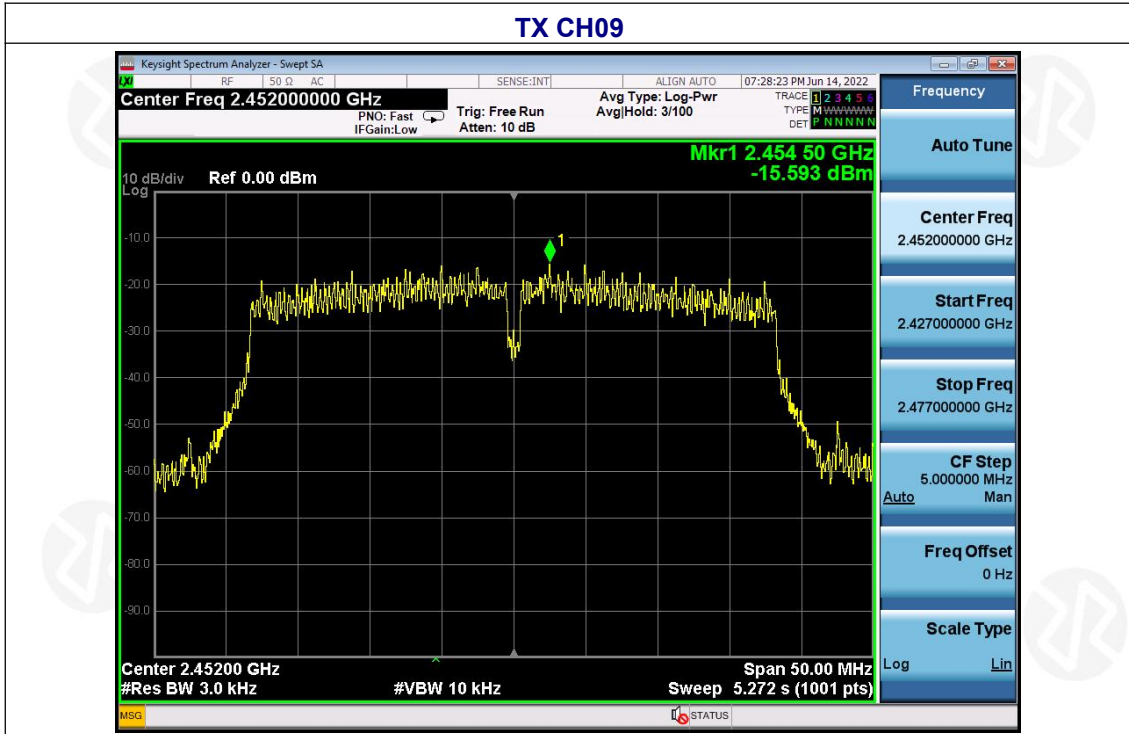 TX CH09
Keysight Spectrum Analyzer - Swept SA
LXI RF 50 Ω AC SENSE:INT ALIGN AUTO 07:28:23 PM Jun 14, 2022
Center Freq 2.452000000 GHz
PNO: Fast
IFGain:Low
Trig: Free Run
Atten: 10 dB
Avg Type: Log-Pwr
Avg|Hold: 3/100
TRACE 1 2 3 4 5 6
TYPE M W W W W W
DET P N N N N N
Mkr1 2.454 50 GHz
-15.593 dBm
10 dB/div Ref 0.00 dBm
Log
1
-10.0
-20.0
-30.0
-40.0
-50.0
-60.0
-70.0
-80.0
-90.0
Center 2.45200 GHz Span 50.00 MHz
#Res BW 3.0 kHz #VBW 10 kHz Sweep 5.272 s (1001 pts)
MSG STATUS
Frequency
Auto Tune
Center Freq
2.452000000 GHz
Start Freq
2.427000000 GHz
Stop Freq
2.477000000 GHz
CF Step
5.000000 MHz
Auto Man
Freq Offset
0 Hz
Scale Type
Log Lin